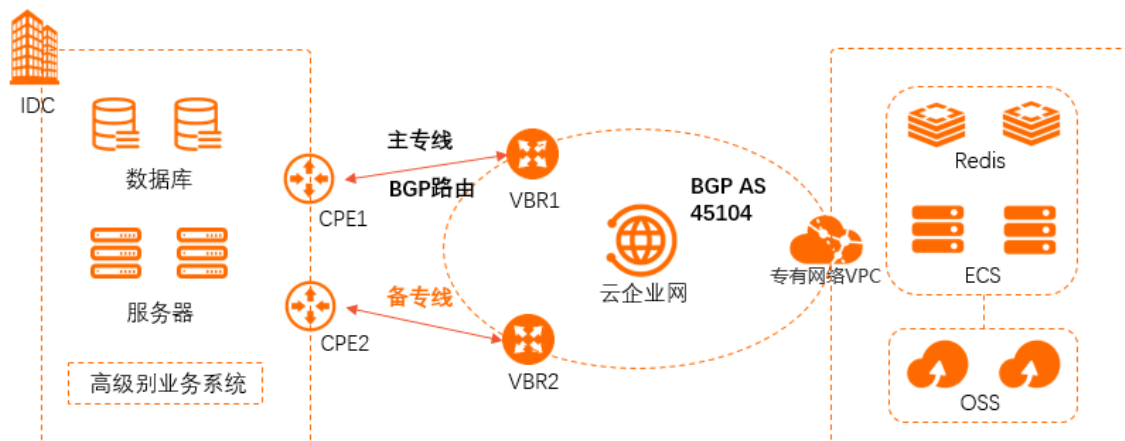 IDC
数据库
服务器
高级别业务系统
CPE1
CPE2
主专线
BGP路由
备专线
VBR1
VBR2
云企业网
BGP AS
45104
专有网络VPC
Redis
ECS
OSS